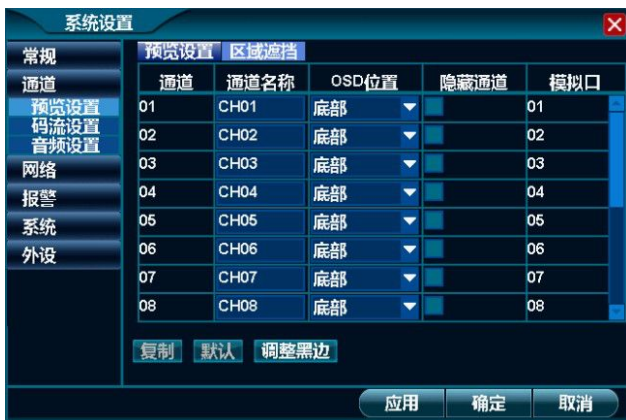 系统设置
常规
通道
预览设置
码流设置
音频设置
网络
报警
系统
外设
预览设置 区域遮挡
通道 通道名称 OSD位置 隐藏通道 模拟口
01 CH01 底部 01
02 CH02 底部 02
03 CH03 底部 03
04 CH04 底部 04
05 CH05 底部 05
06 CH06 底部 06
07 CH07 底部 07
08 CH08 底部 08
复制 默认 调整黑边
应用 确定 取消